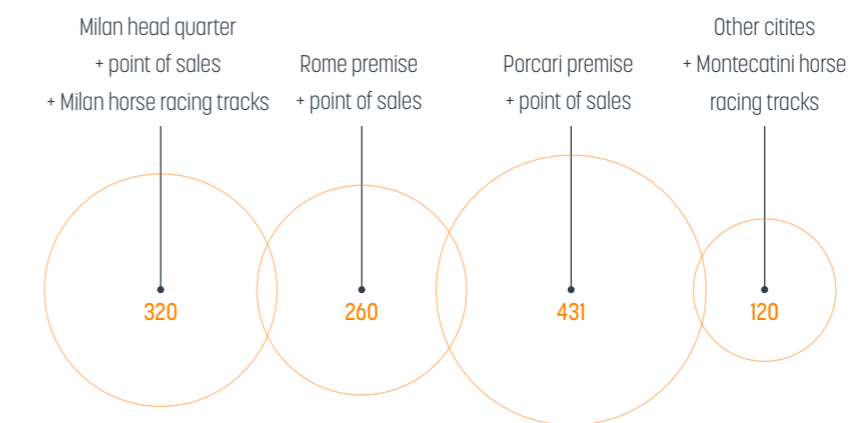 Milan head quarter
+ point of sales
+ Milan horse racing tracks
Rome premise
+ point of sales
Porcari premise
+ point of sales
Other citites
+ Montecatini horse
racing tracks
320
260
431
120